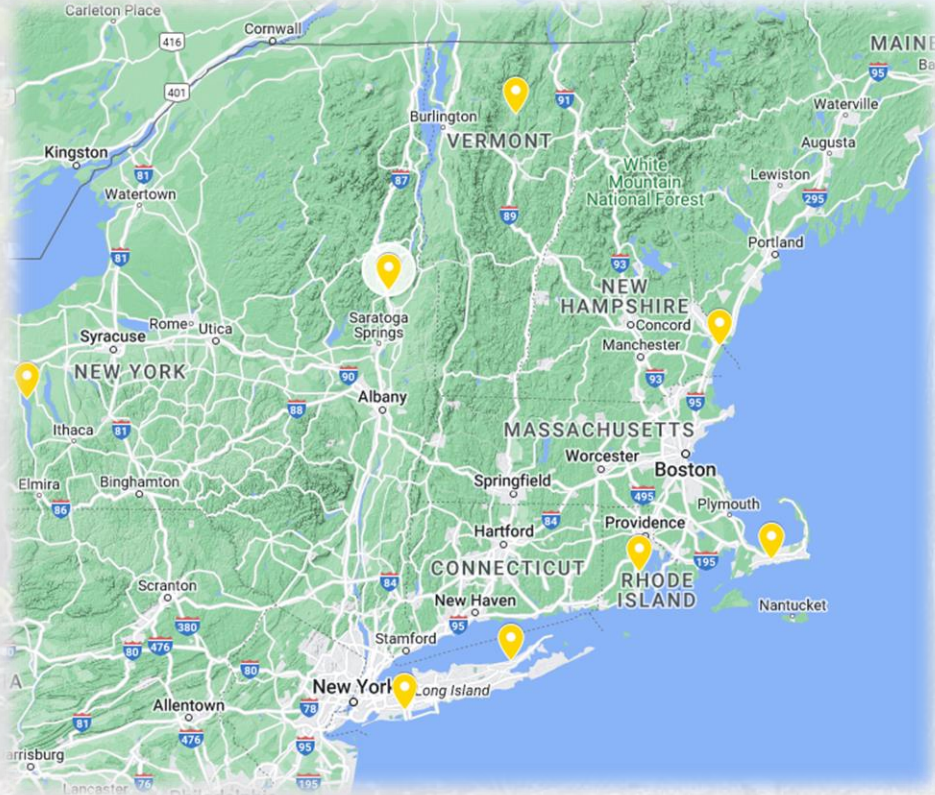 Carleton Place
416
Cornwall
MAINE
95
Ba
401
91
Waterville
Burlington
VERMONT
Augusta
Kingston
81
White
Mountain
National Forest
87
Lewiston
Watertown
295
89
Portland
81
93
NEW
HAMPSHIRE
Saratoga
Springs
Concord
Rome
Utica
Syracuse
Manchester
NEW YORK
90
93
Albany
95
88
Ithaca
81
MASSACHUSETTS
Worcester
Boston
Elmira
Binghamton
Springfield
495
86
Plymouth
84
Providence
Hartford
195
CONNECTICUT
84
RHODE
ISLAND
Scranton
New Haven
Nantucket
380
95
Stamford
80
476
80
New York
Long Island
A
Allentown
78
81
476
95
arrisburg
76
195
Lancaster